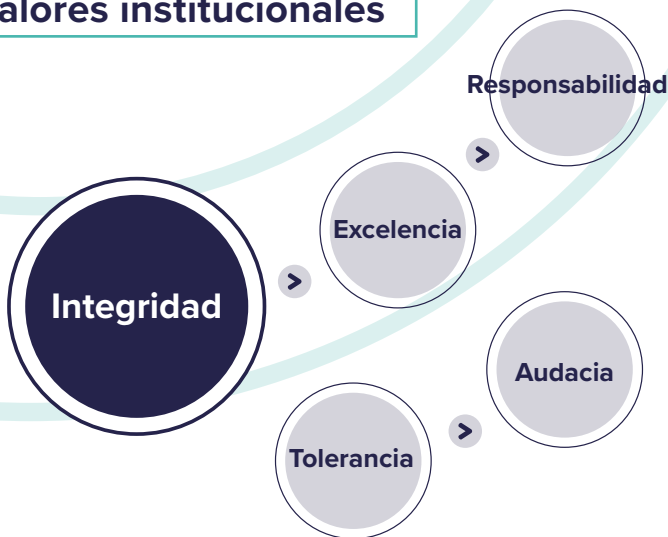 alores institucionales
Responsabilidad
Excelencia
Integridad
Audacia
Tolerancia